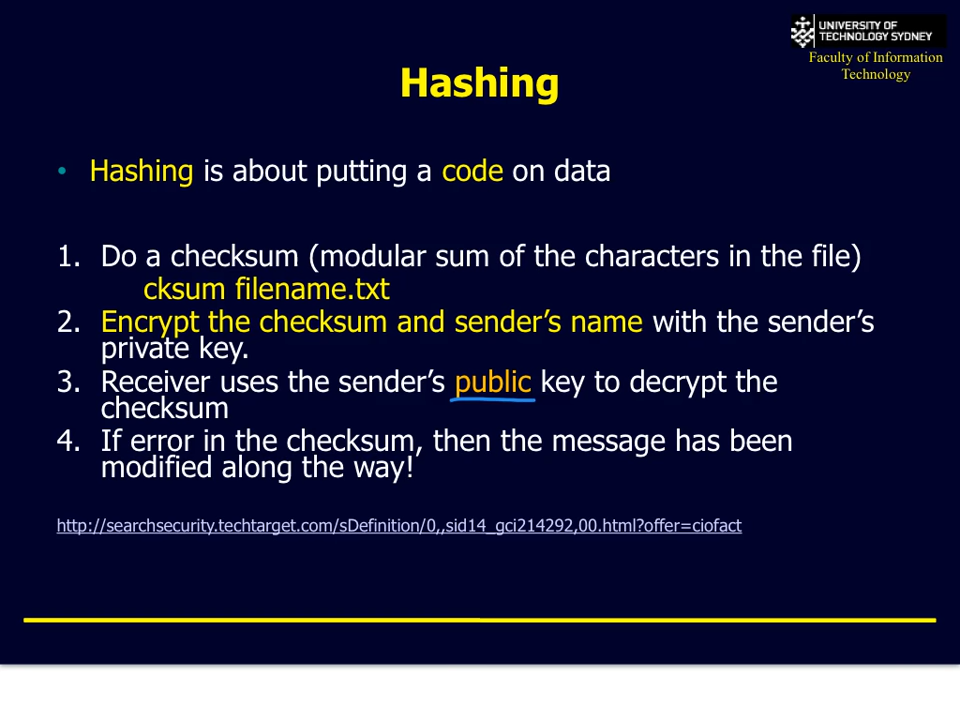 UNIVERSITY OF
TECHNOLOGY SYDNEY
Faculty of Information
Technology
Hashing
• Hashing is about putting a code on data
1. Do a checksum (modular sum of the characters in the file)
cksum filename.txt
2. Encrypt the checksum and sender’s name with the sender’s
private key.
3. Receiver uses the sender’s public key to decrypt the
checksum
4. If error in the checksum, then the message has been
modified along the way!
http://searchsecurity.techtarget.com/sDefinition/0,,sid14_gci214292,00.html?offer=ciofact